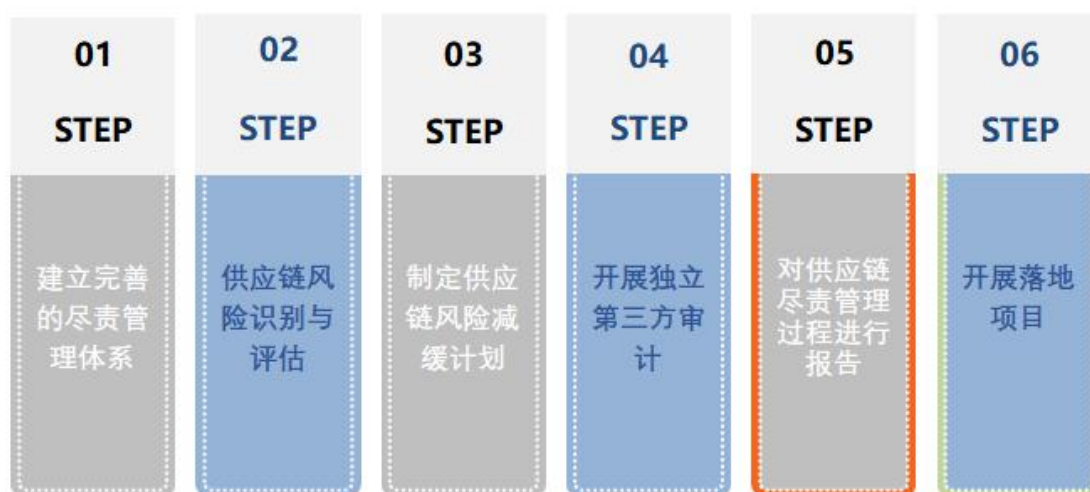 01
STEP
建立完善
的尽责管
理体系
02
STEP
供应链风
险识别与
评估
03
STEP
制定供应
链风险减
缓计划
04
STEP
开展独立
第三方审
计
05
STEP
对供应链
尽责管理
过程进行
报告
06
STEP
开展落地
项目